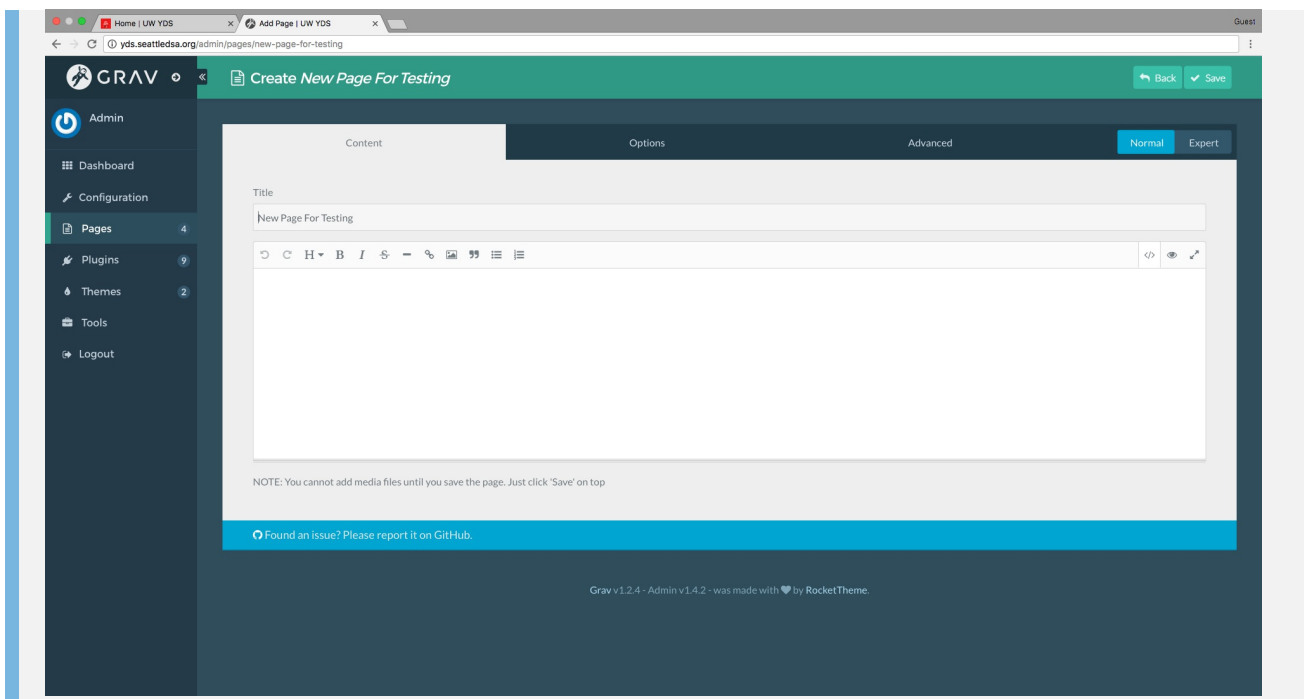 Home | UW YDS
Add Page | UW YDS
Guest
yds.seattledsa.org/admin/pages/new-page-for-testing
GRAV
Create New Page For Testing
Back
Save
Admin
Content
Options
Advanced
Normal
Expert
Dashboard
Configuration
Pages 4
Plugins 9
Themes 2
Tools
Logout
Title
New Page For Testing
H B I S
NOTE: You cannot add media files until you save the page. Just click 'Save' on top
Found an issue? Please report it on GitHub.
Grav v1.2.4 - Admin v1.4.2 - was made with ♥ by RocketTheme.